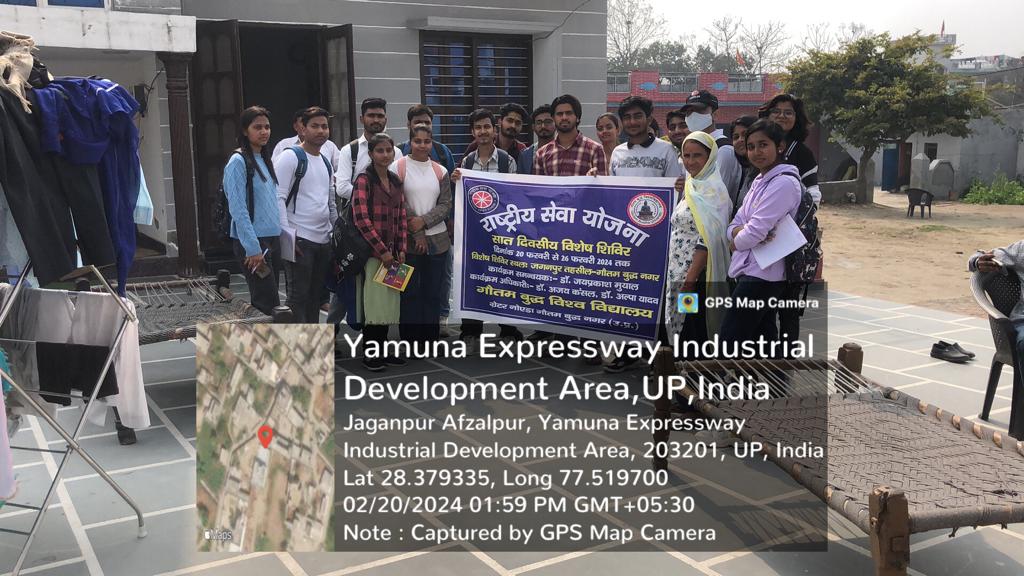 राष्ट्रीय सेवा योजना
सात दिवसीय विशेष शिविर
दिनांक 20 फरवरी से 26 फरवरी 2024 तक
विशेष शिविर स्थलः जगनपुर तहसील-गौतम बुद्ध नगर
कार्यक्रम समन्वयकः- डॉ. जयप्रकाश मुयाल
कार्यक्रम अधिकारीः- डॉ. अजय कंसल, डॉ. अल्पा यादव
गौतम बुद्ध विश्व विद्यालय
ग्रेटर नोएडा गौतम बुद्ध नगर (उ.प्र.)
GPS Map Camera
Yamuna Expressway Industrial
Development Area,UP,India
Jaganpur Afzalpur, Yamuna Expressway
Industrial Development Area, 203201, UP, India
Lat 28.379335, Long 77.519700
02/20/2024 01:59 PM GMT+05:30
Note : Captured by GPS Map Camera
Maps